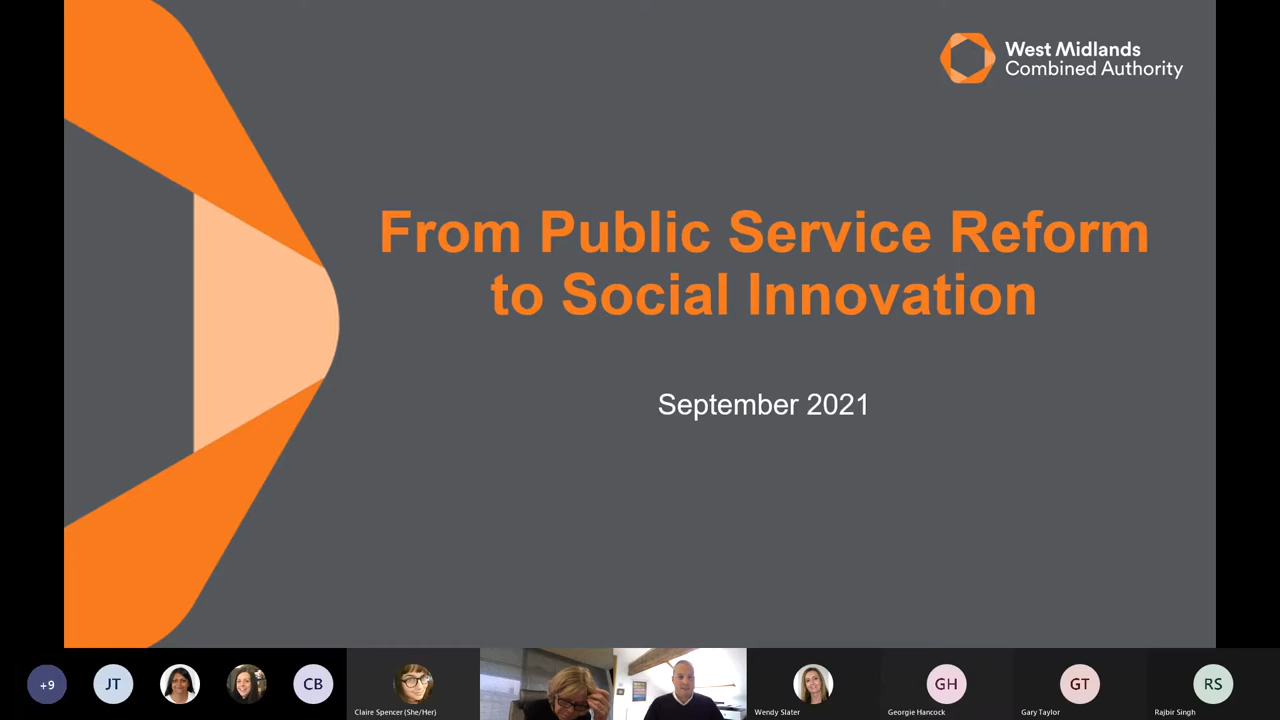 West Midlands
Combined Authority
From Public Service Reform
to Social Innovation
September 2021
+9
JT
CB
GH
GT
RS
Claire Spencer (She/Her)
Wendy Slater
Georgie Hancock
Gary Taylor
Rajbir Singh